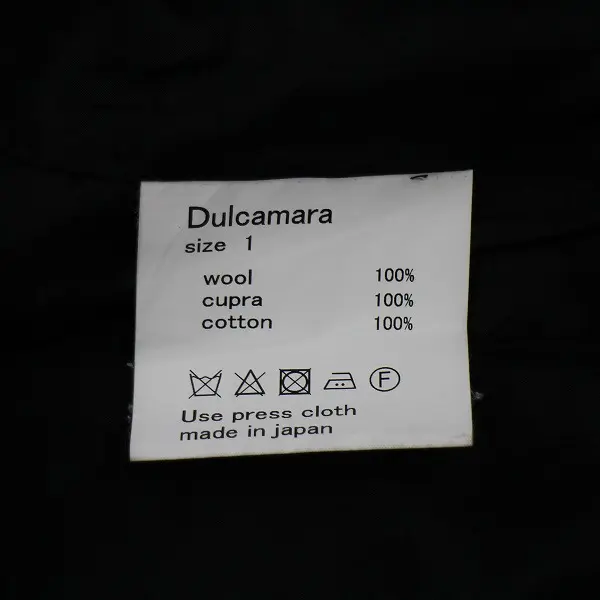 Dulcamara
size 1
wool 100%
cupra 100%
cotton 100%
F
Use press cloth
made in japan